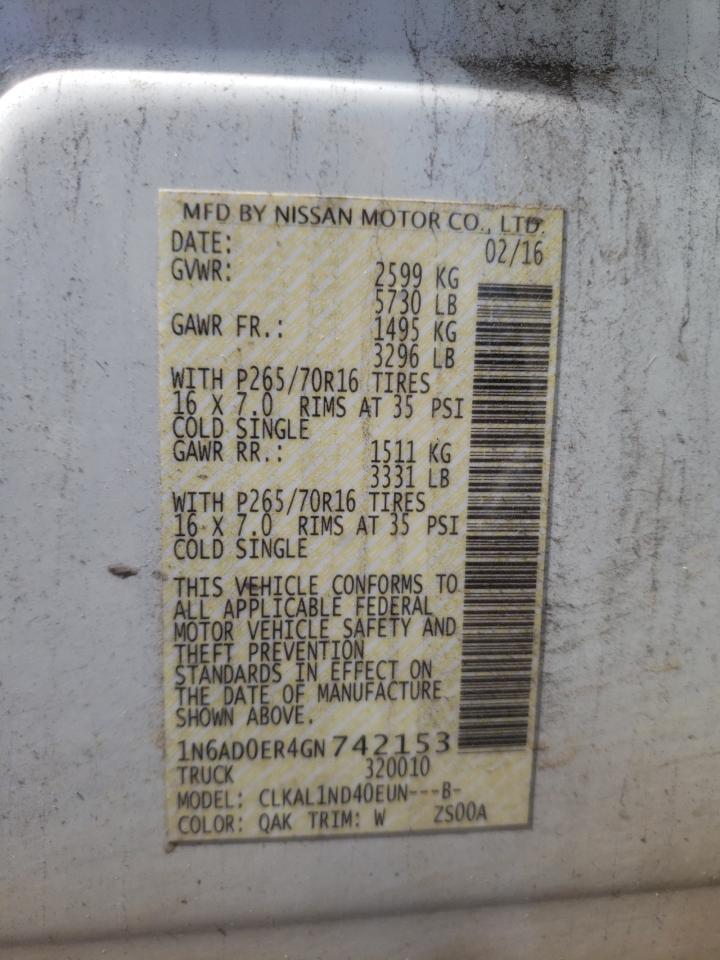 MFD BY NISSAN MOTOR CO., LTD.
DATE: 02/16
GVWR: 2599 KG
5730 LB
GAWR FR.: 1495 KG
3296 LB
WITH P265/70R16 TIRES
16 X 7.0 RIMS AT 35 PSI
COLD SINGLE
GAWR RR.: 1511 KG
3331 LB
WITH P265/70R16 TIRES
16 X 7.0 RIMS AT 35 PSI
COLD SINGLE
THIS VEHICLE CONFORMS TO
ALL APPLICABLE FEDERAL
MOTOR VEHICLE SAFETY AND
THEFT PREVENTION
STANDARDS IN EFFECT ON
THE DATE OF MANUFACTURE
SHOWN ABOVE.
1N6AD0ER4GN742153
TRUCK 320010
MODEL: CLKAL1ND40EUN---B-
COLOR: QAK TRIM: W ZS00A